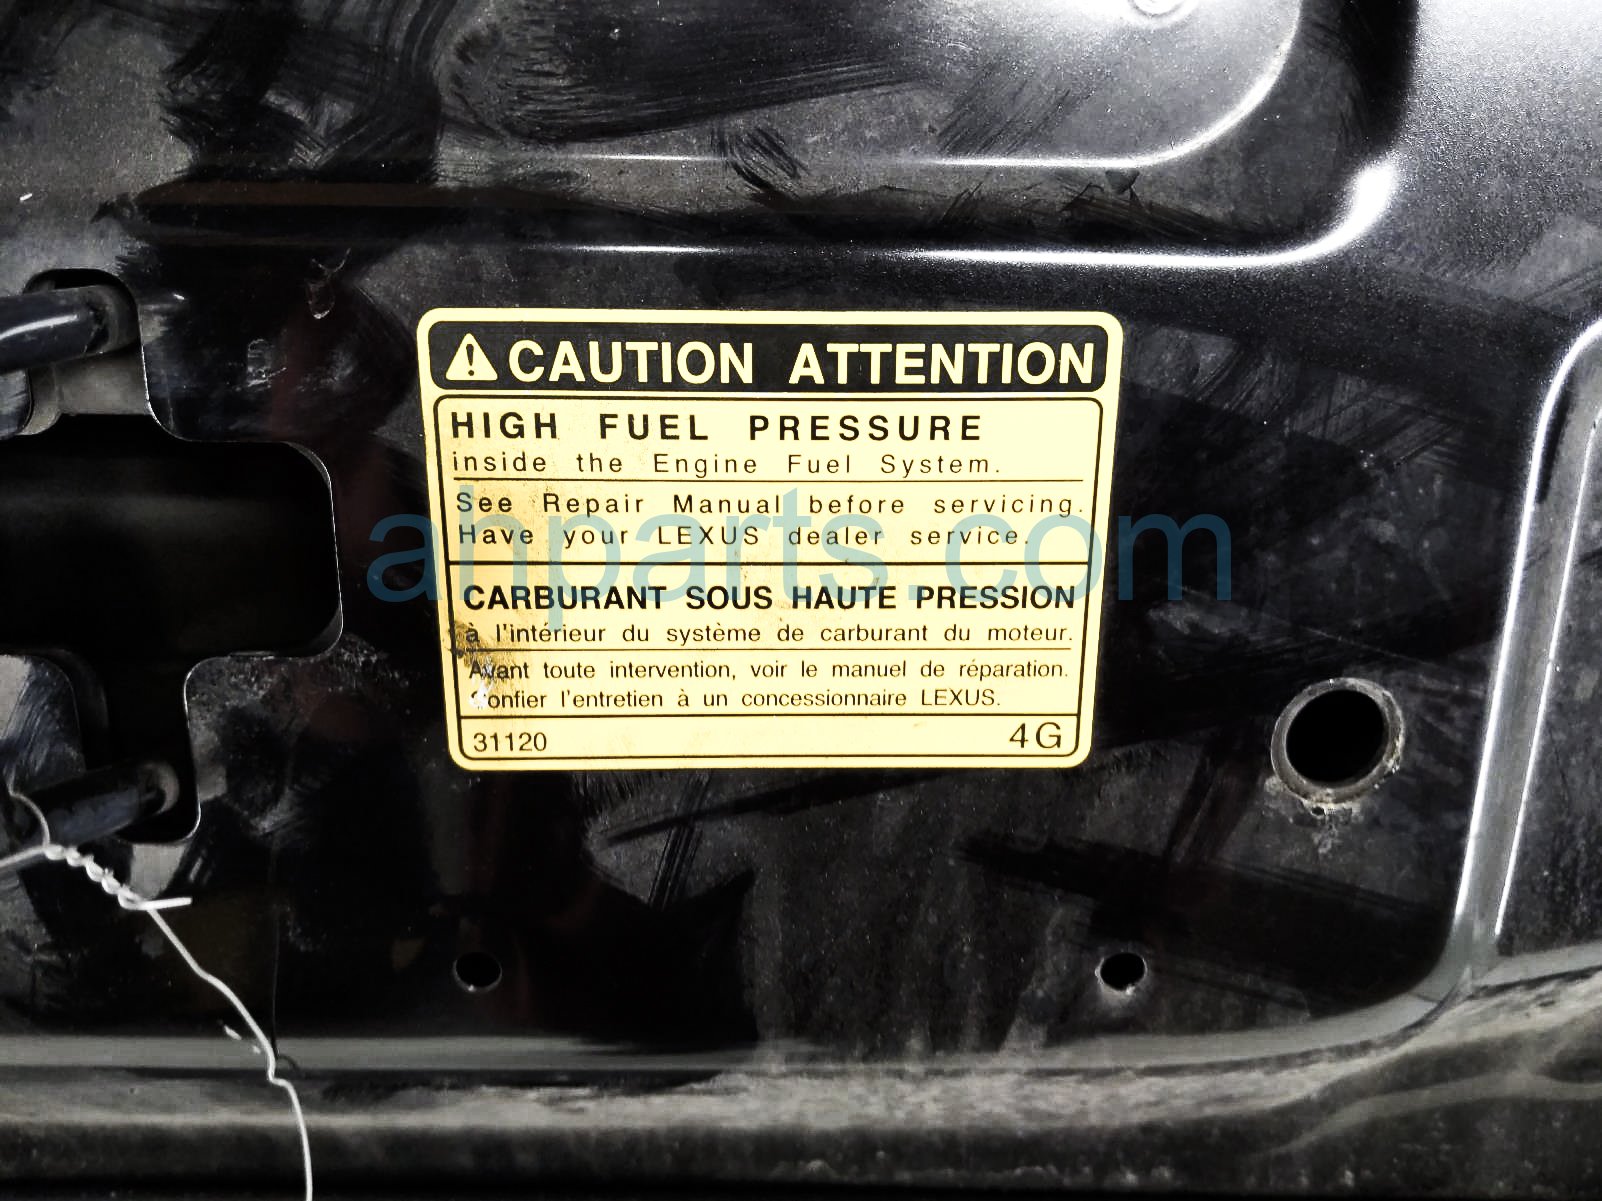 CAUTION ATTENTION
HIGH FUEL PRESSURE
inside the Engine Fuel System.
See Repair Manual before servicing.
Have your LEXUS dealer service.
ahparts.com
CARBURANT SOUS HAUTE PRESSION
à l'intérieur du système de carburant du moteur.
Avant toute intervention, voir le manuel de réparation.
Confier l'entretien à un concessionnaire LEXUS.
31120 4G